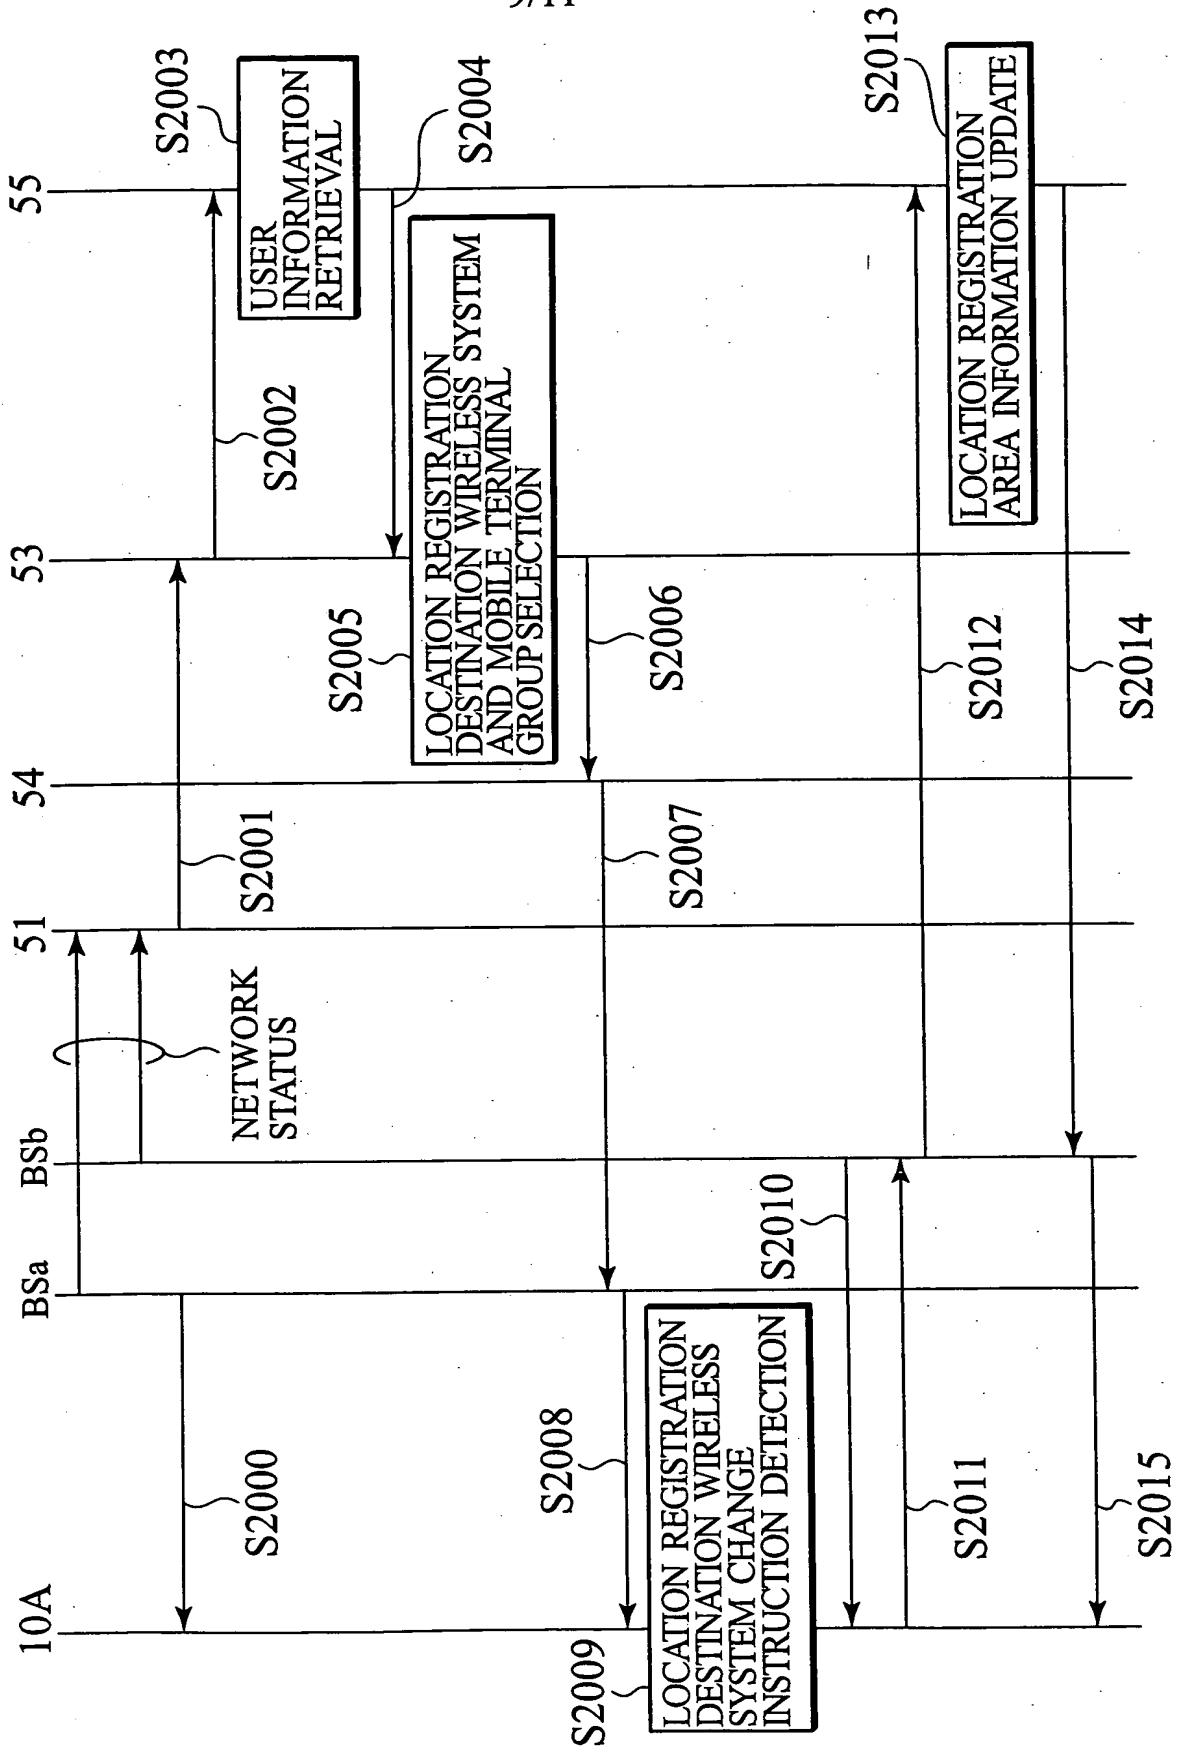 10A
BSa
BSb
51
54
53
55
NETWORK
STATUS
S2000
S2001
S2002
S2003
USER
INFORMATION
RETRIEVAL
S2004
S2005
LOCATION REGISTRATION
DESTINATION WIRELESS SYSTEM
AND MOBILE TERMINAL
GROUP SELECTION
S2006
S2007
S2008
S2009
LOCATION REGISTRATION
DESTINATION WIRELESS
SYSTEM CHANGE
INSTRUCTION DETECTION
S2010
S2011
S2012
S2013
LOCATION REGISTRATION
AREA INFORMATION UPDATE
S2014
S2015